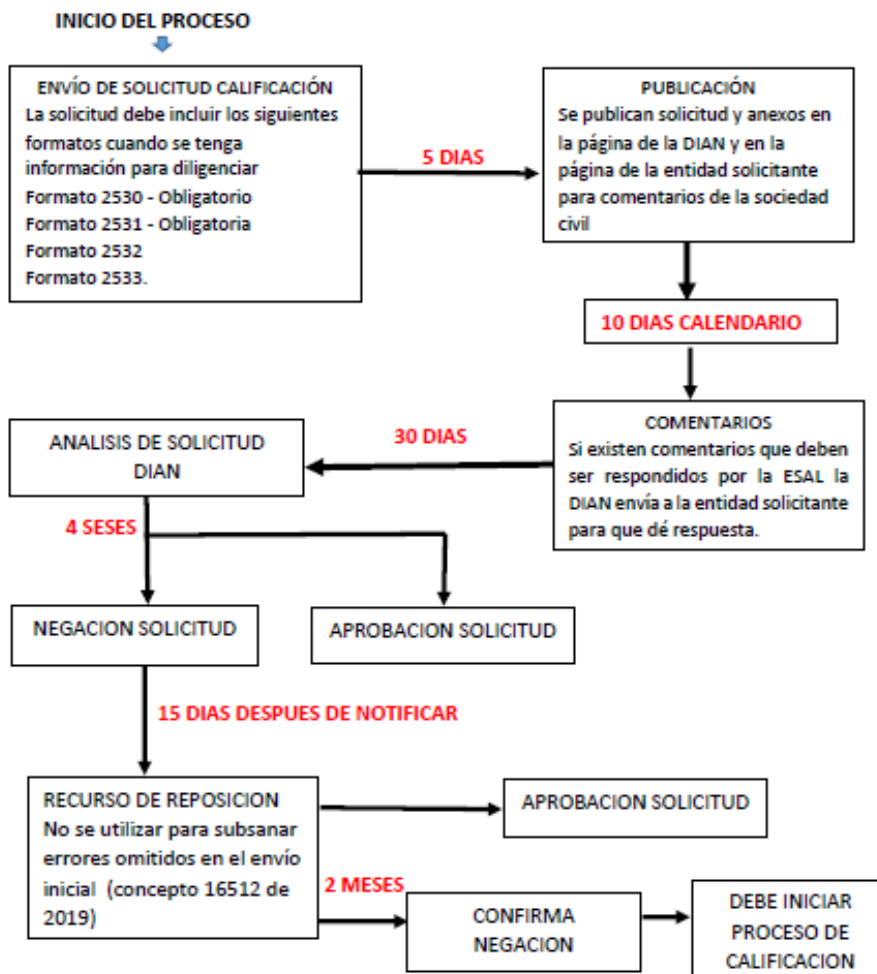 INICIO DEL PROCESO
ENVÍO DE SOLICITUD CALIFICACIÓN
La solicitud debe incluir los siguientes
formatos cuando se tenga
información para diligenciar
Formato 2530 - Obligatorio
Formato 2531 - Obligatoria
Formato 2532
Formato 2533.
5 DIAS
PUBLICACIÓN
Se publican solicitud y anexos en
la página de la DIAN y en la
página de la entidad solicitante
para comentarios de la sociedad
civil
10 DIAS CALENDARIO
COMENTARIOS
Si existen comentarios que deben
ser respondidos por la ESAL la
DIAN envía a la entidad solicitante
para que dé respuesta.
30 DIAS
ANALISIS DE SOLICITUD
DIAN
4 SESES
NEGACION SOLICITUD
APROBACION SOLICITUD
15 DIAS DESPUES DE NOTIFICAR
RECURSO DE REPOSICION
No se utilizar para subsanar
errores omitidos en el envío
inicial (concepto 16512 de
2019)
APROBACION SOLICITUD
2 MESES
CONFIRMA
NEGACION
DEBE INICIAR
PROCESO DE
CALIFICACION